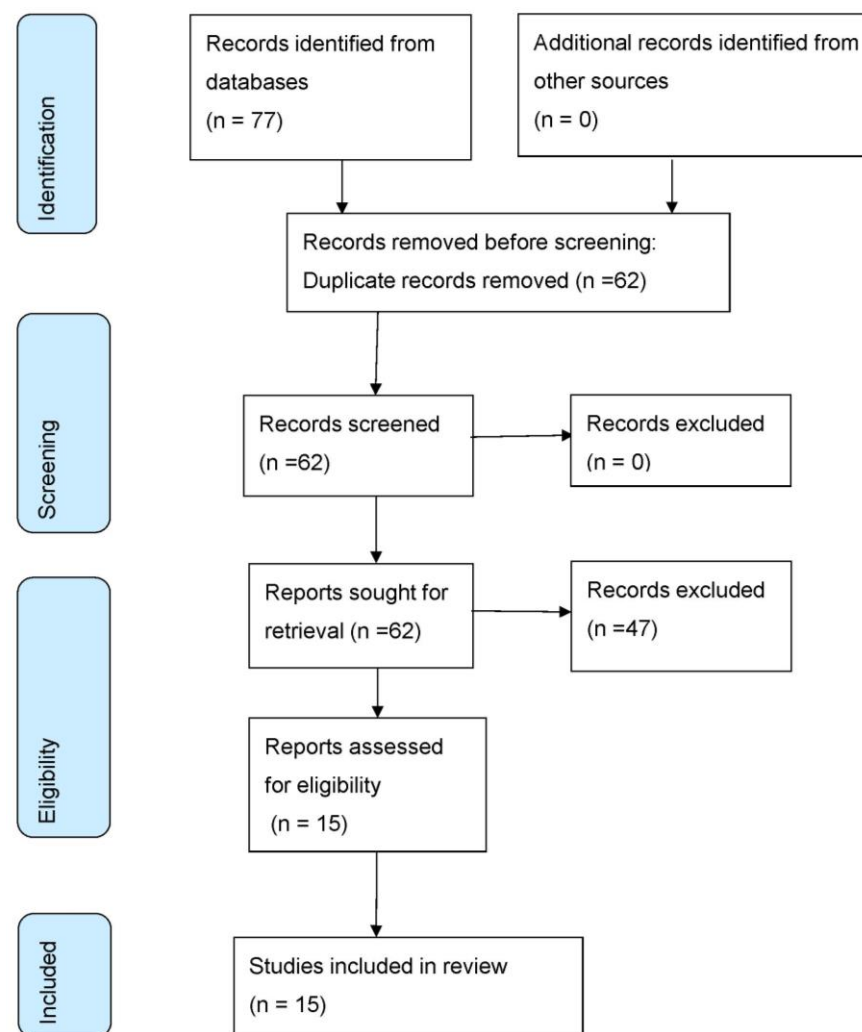 Identification
Records identified from
databases
(n = 77)
Additional records identified from
other sources
(n = 0)
Records removed before screening:
Duplicate records removed (n =62)
Screening
Records screened
(n =62)
Records excluded
(n = 0)
Eligibility
Reports sought for
retrieval (n =62)
Records excluded
(n =47)
Reports assessed
for eligibility
(n = 15)
Included
Studies included in review
(n = 15)